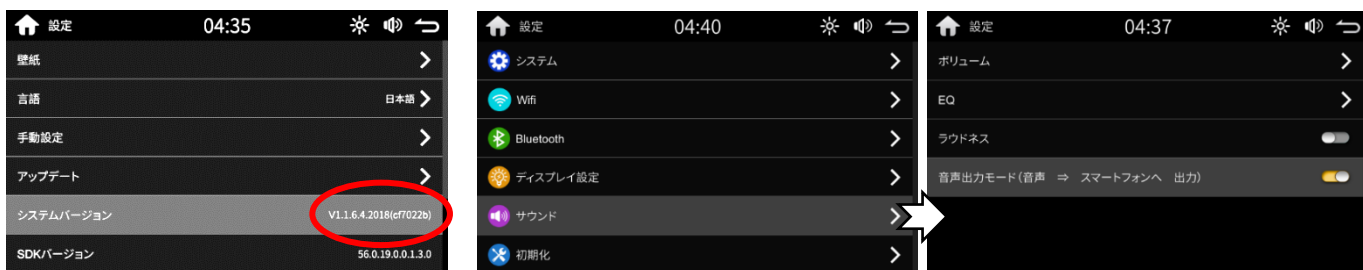 設定 04:35
壁紙
言語 日本語
手動設定
アップデート
システムバージョン V1.1.6.4.2018(cf7022b)
SDKバージョン 56.0.19.0.0.1.3.0
設定 04:40
システム
Wifi
Bluetooth
ディスプレイ設定
サウンド
初期化
設定 04:37
ボリューム
EQ
ラウドネス
音声出力モード(音声 ⇒ スマートフォンへ 出力)